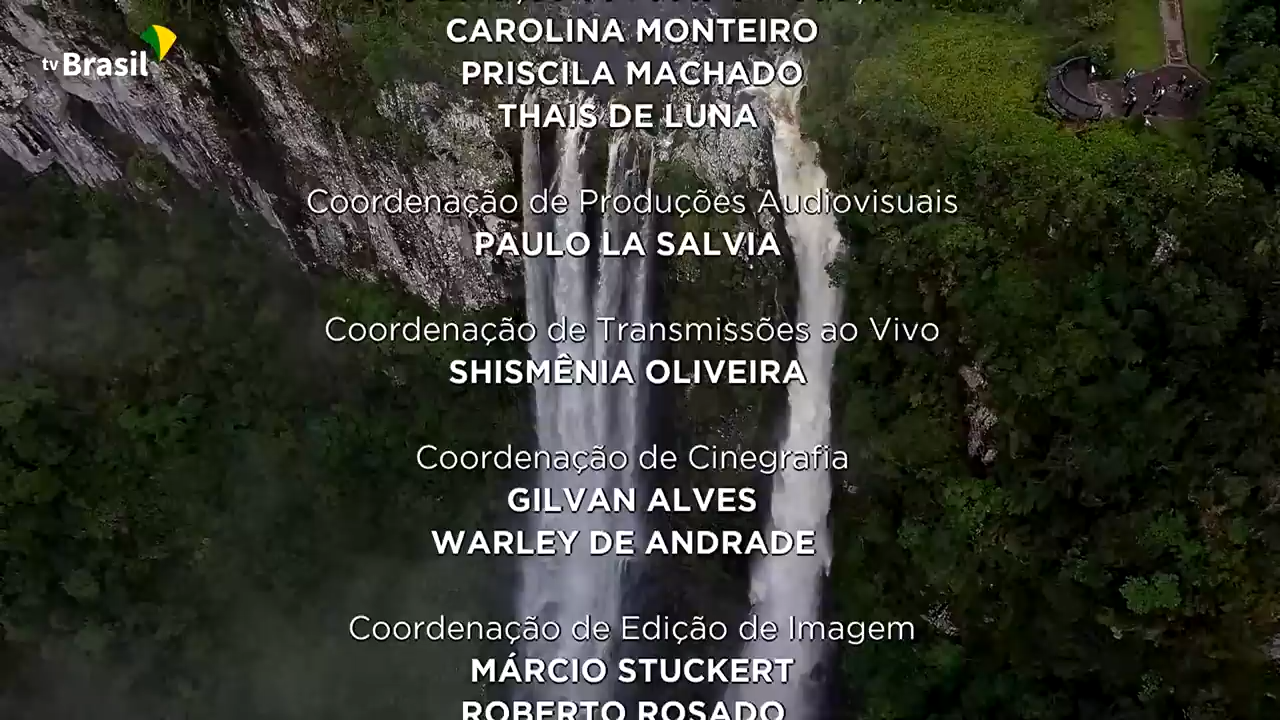 tv Brasil
CAROLINA MONTEIRO
PRISCILA MACHADO
THAIS DE LUNA
Coordenação de Produções Audiovisuais
PAULO LA SALVIA
Coordenação de Transmissões ao Vivo
SHISMÊNIA OLIVEIRA
Coordenação de Cinegrafia
GILVAN ALVES
WARLEY DE ANDRADE
Coordenação de Edição de Imagem
MÁRCIO STUCKERT
ROBERTO ROSADO